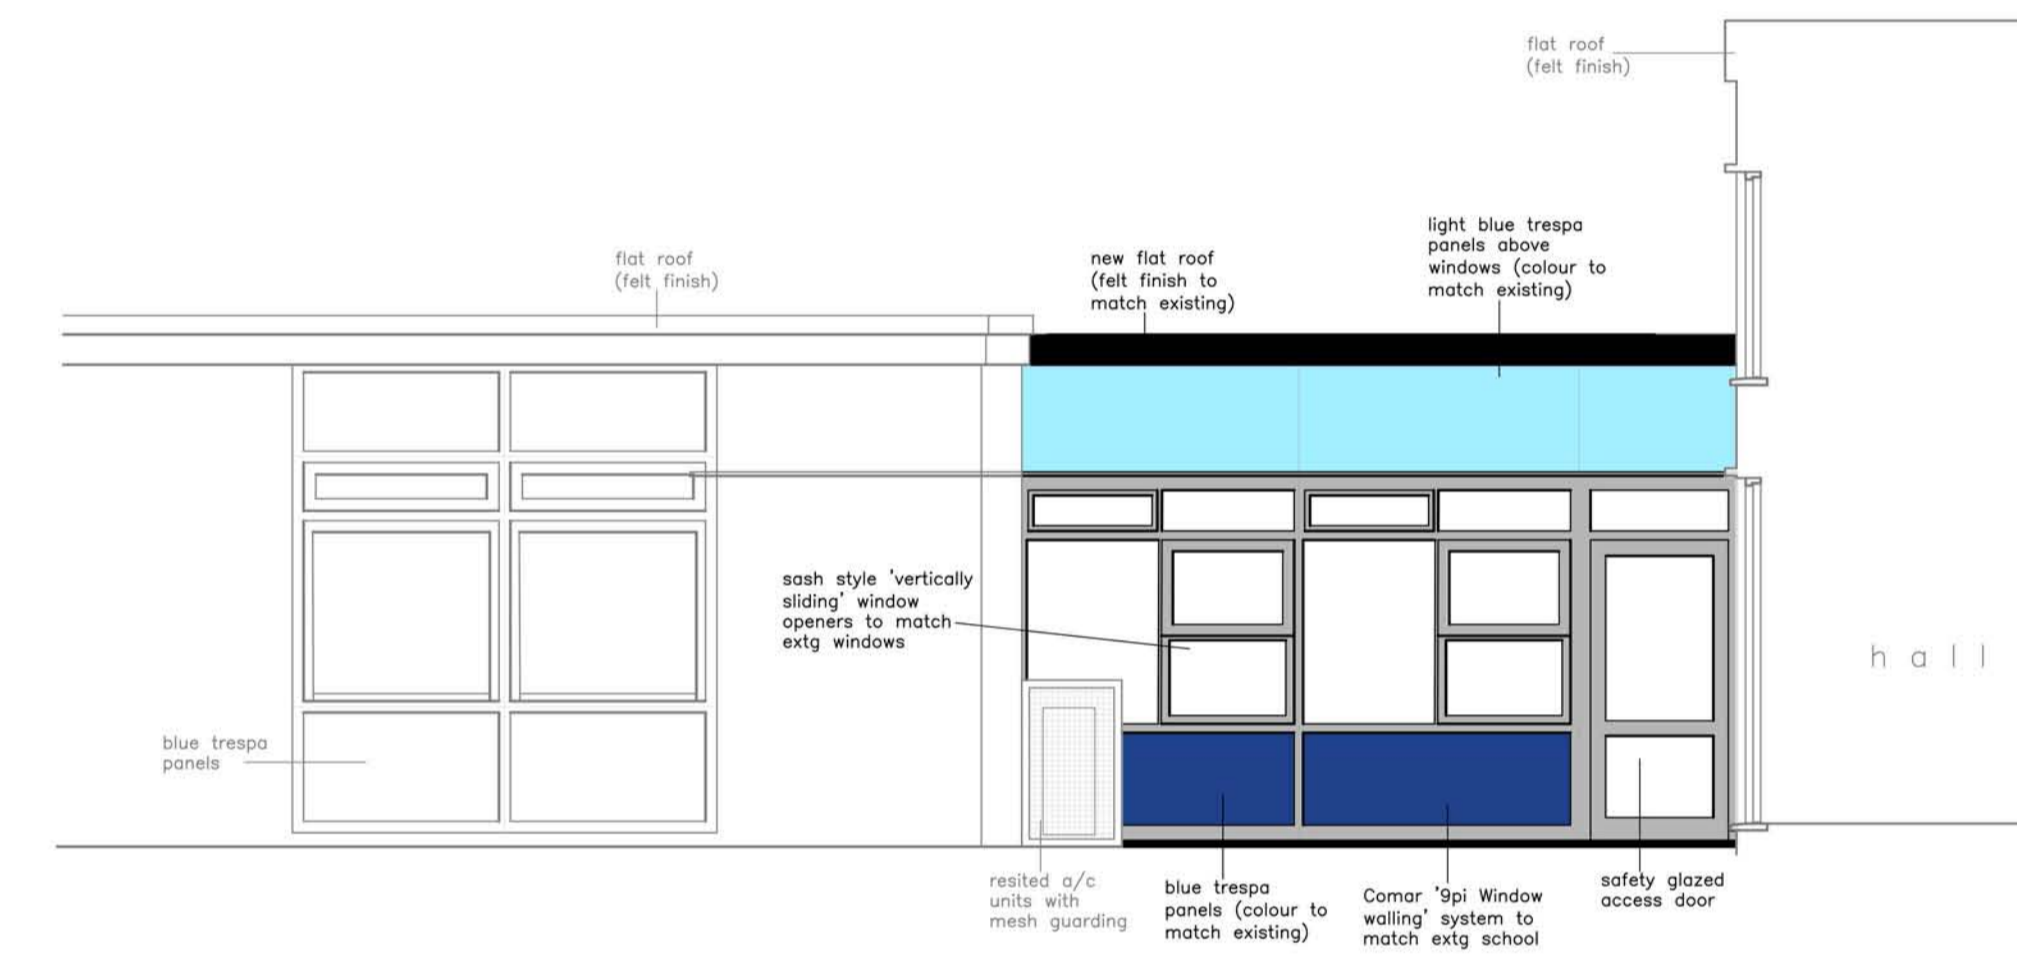 flat roof
(felt finish)
light blue trespa
panels above
windows (colour to
match existing)
flat roof
(felt finish)
new flat roof
(felt finish to
match existing)
sash style 'vertically
sliding' window
openers to match
extg windows
hall
blue trespa
panels
resited a/c
units with
mesh guarding
blue trespa
panels (colour to
match existing)
Comar '9pi Window
walling' system to
match extg school
safety glazed
access door